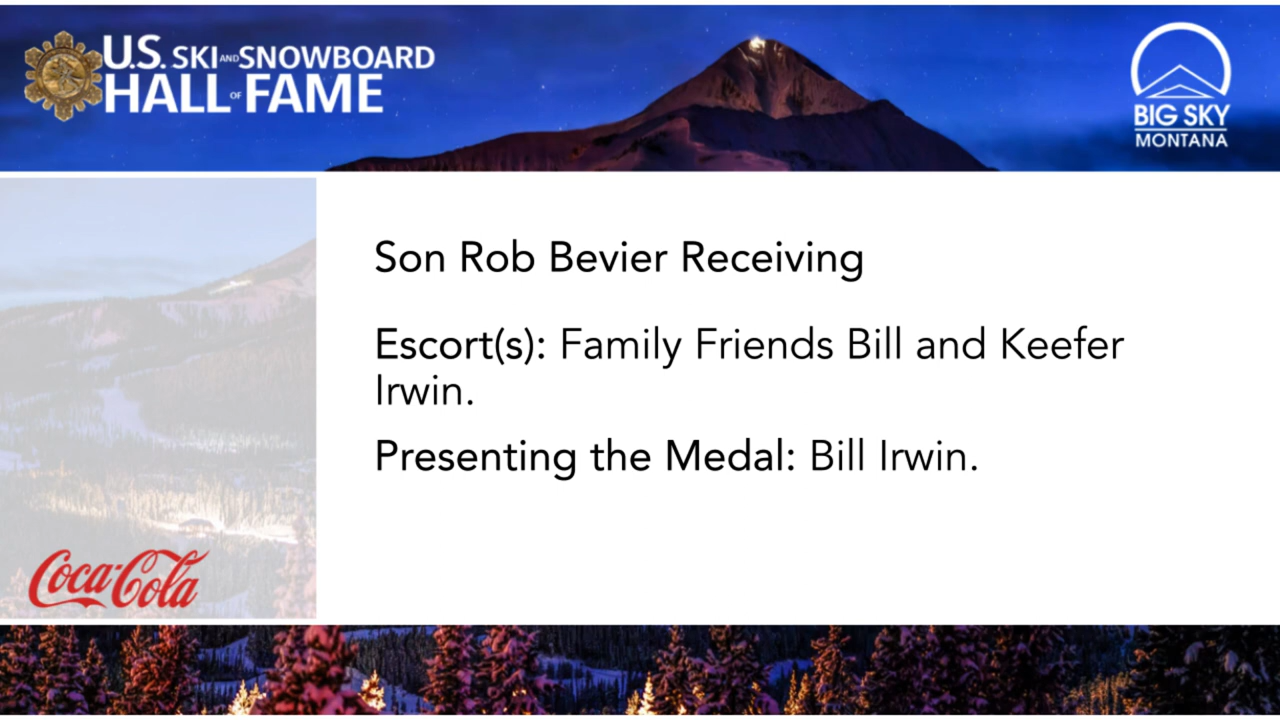 U.S. SKI AND SNOWBOARD
HALL OF FAME
BIG SKY
MONTANA
Son Rob Bevier Receiving
Escort(s): Family Friends Bill and Keefer
Irwin.
Presenting the Medal: Bill Irwin.
Coca-Cola